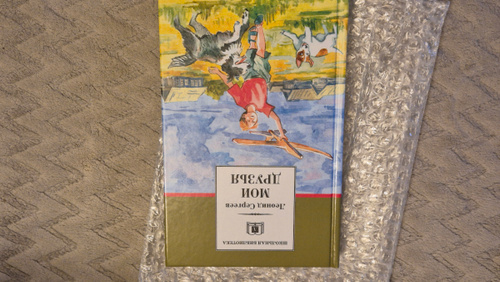 ШКОЛЬНАЯ БИБЛИОТЕКА
Леонид Сергеев
МОИ
ДРУЗЬЯ